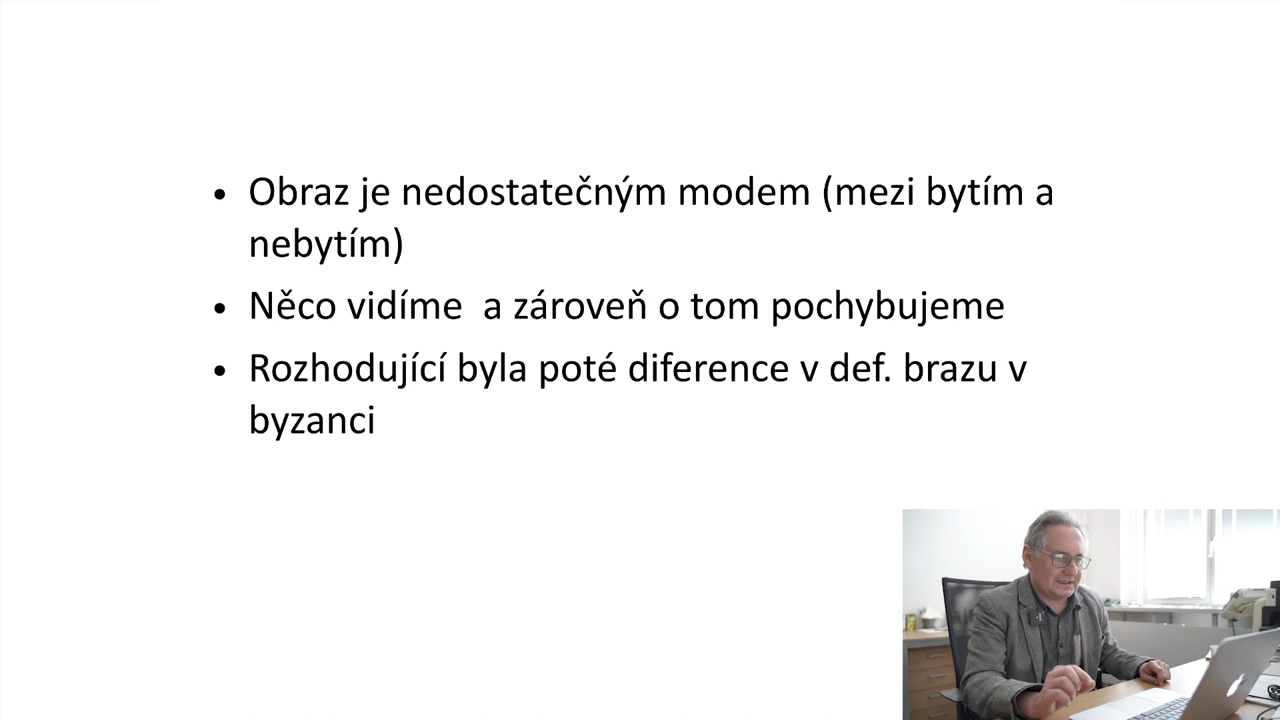 • Obraz je nedostatečným modem (mezi bytím a
nebytím)
• Něco vidíme  a zároveň o tom pochybujeme
• Rozhodující byla poté diference v def. brazu v
byzanci